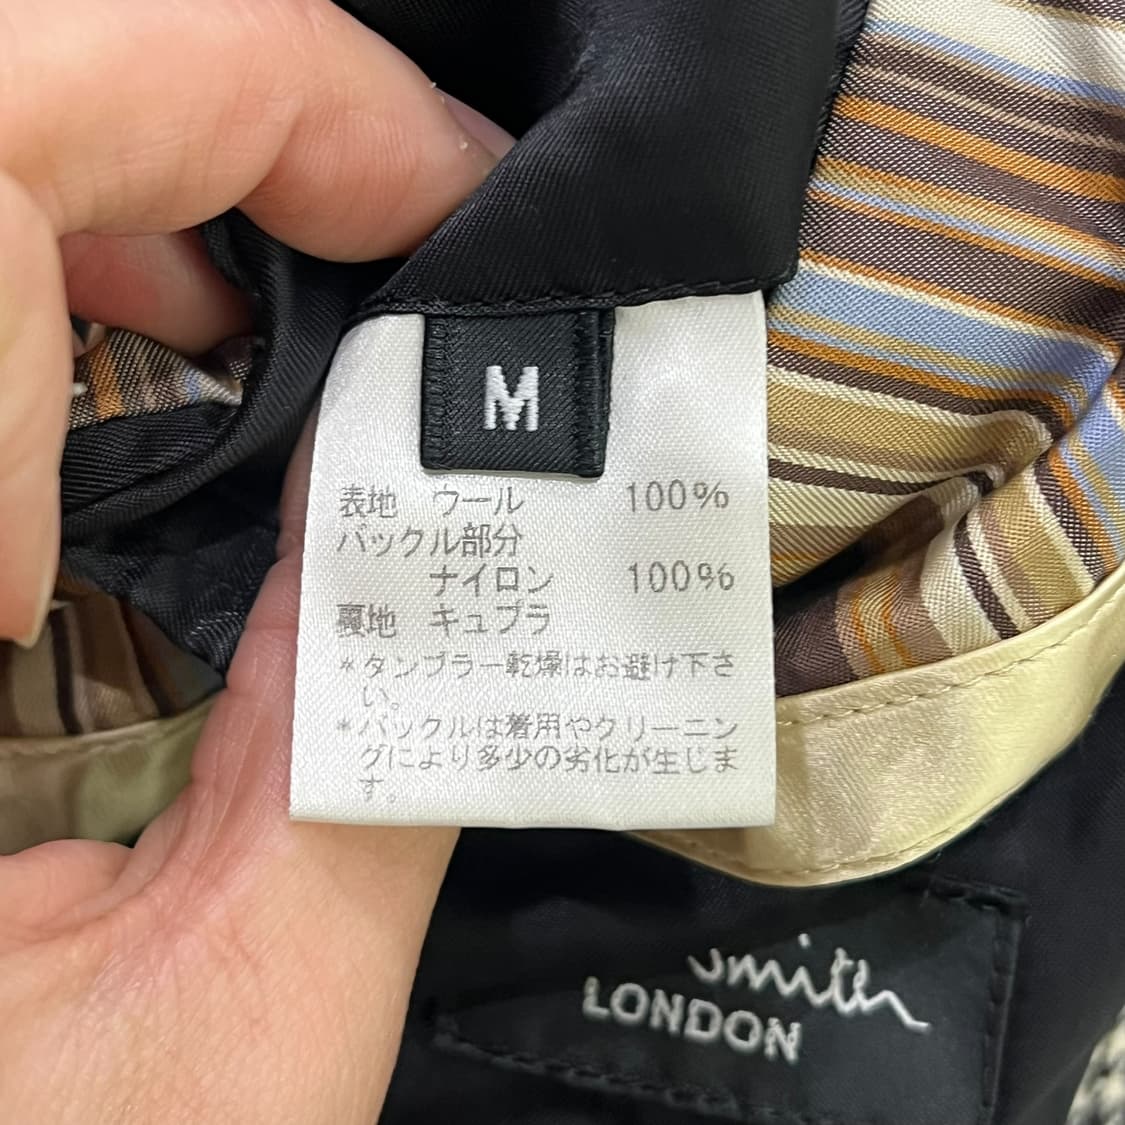 M
表地 ウール 100%
バックル部分
ナイロン 100%
裏地 キュプラ
*タンブラー乾燥はお避け下さ
い。
*バックルは着用やクリーニン
グにより多少の劣化が生じま
す。
smith
LONDON